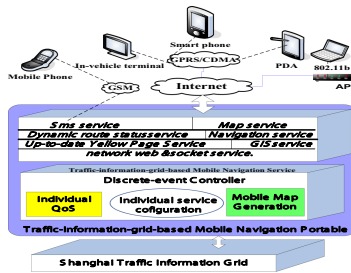 Smart phone
In-vehicle terminal
GPRS/CDMA
Mobile Phone
PDA
802.11b
GSM
Internet
AP
Sms service
Map service
Dynamic route statusservice
Navigation service
Up-to-date Yellow Page Service
GIS service
network web &socket service.
Traffic-information-grid-based Mobile Navigation Service
Discrete-event Controller
Individual
QoS
Individual service
cofiguration
Mobile Map
Generation
Traffic-information-grid-based Mobile Navigation Portable
Shanghai Traffic Information Grid